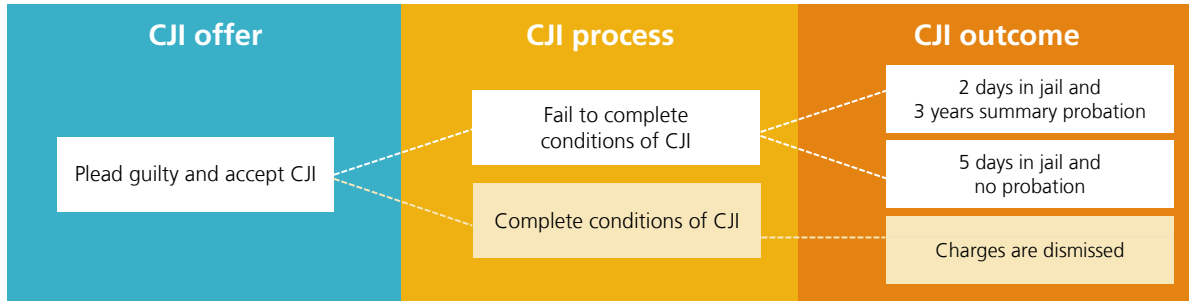 CJI offer
CJI process
CJI outcome
Plead guilty and accept CJI
Fail to complete
conditions of CJI
Complete conditions of CJI
2 days in jail and
3 years summary probation
5 days in jail and
no probation
Charges are dismissed